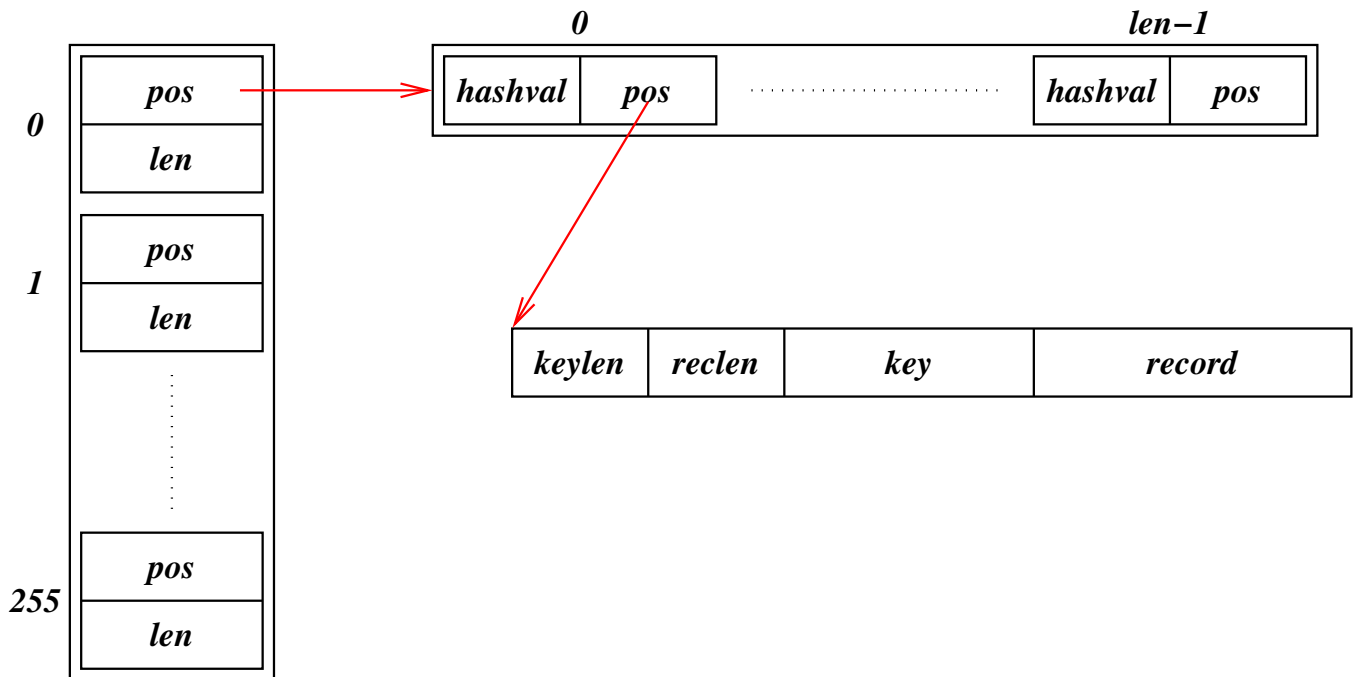 0 len−1
pos hashval pos hashval pos
0
len
pos
1
len
keylen reclen key record
pos
255
len